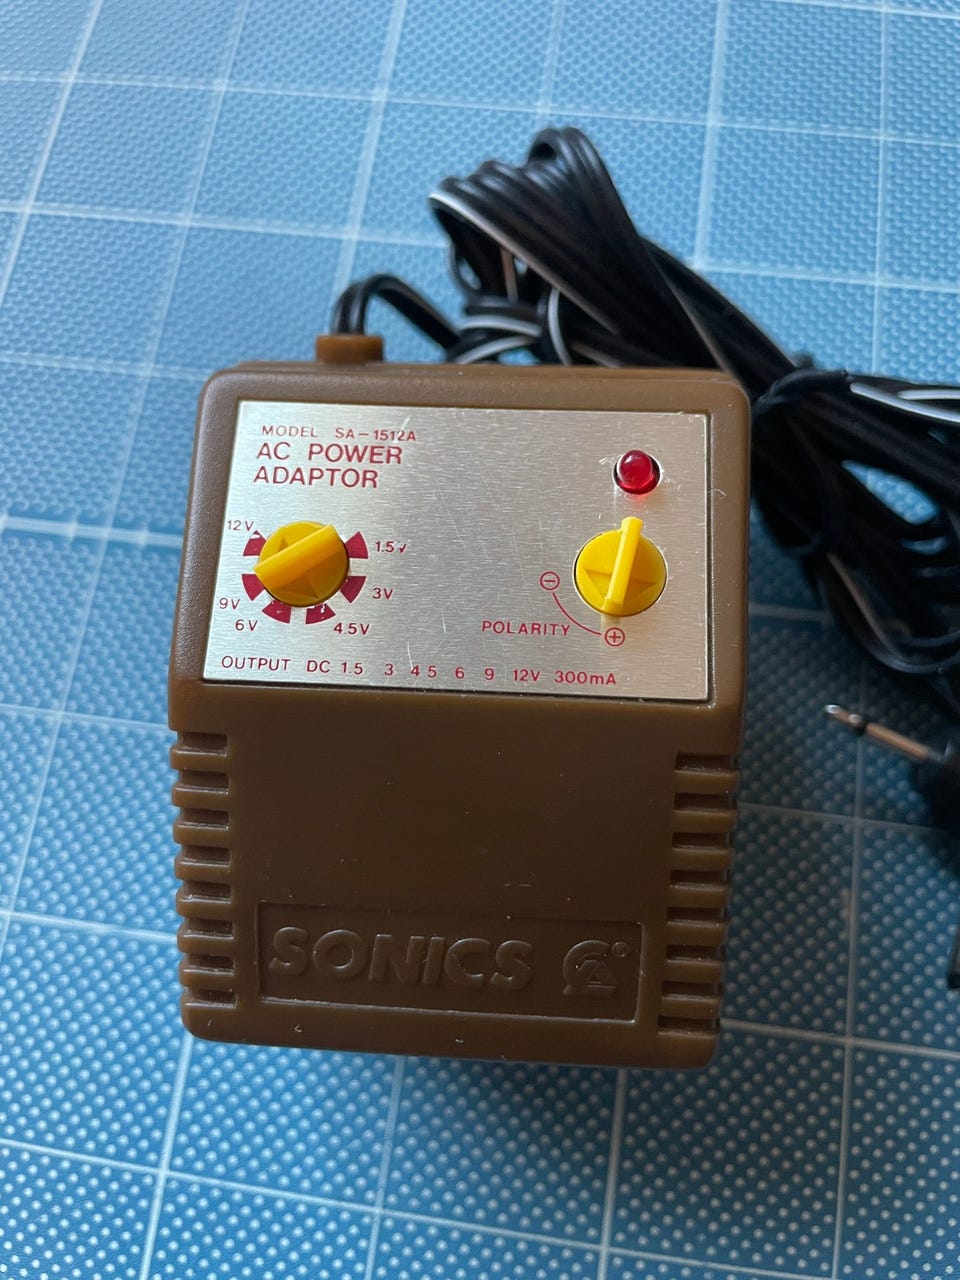 MODEL SA-1512A
AC POWER
ADAPTOR
12V
1.5V
9V
3V
6V
4.5V
⊖
POLARITY
⊕
OUTPUT DC 1.5 3 4 5 6 9 12V 300mA
SONICS